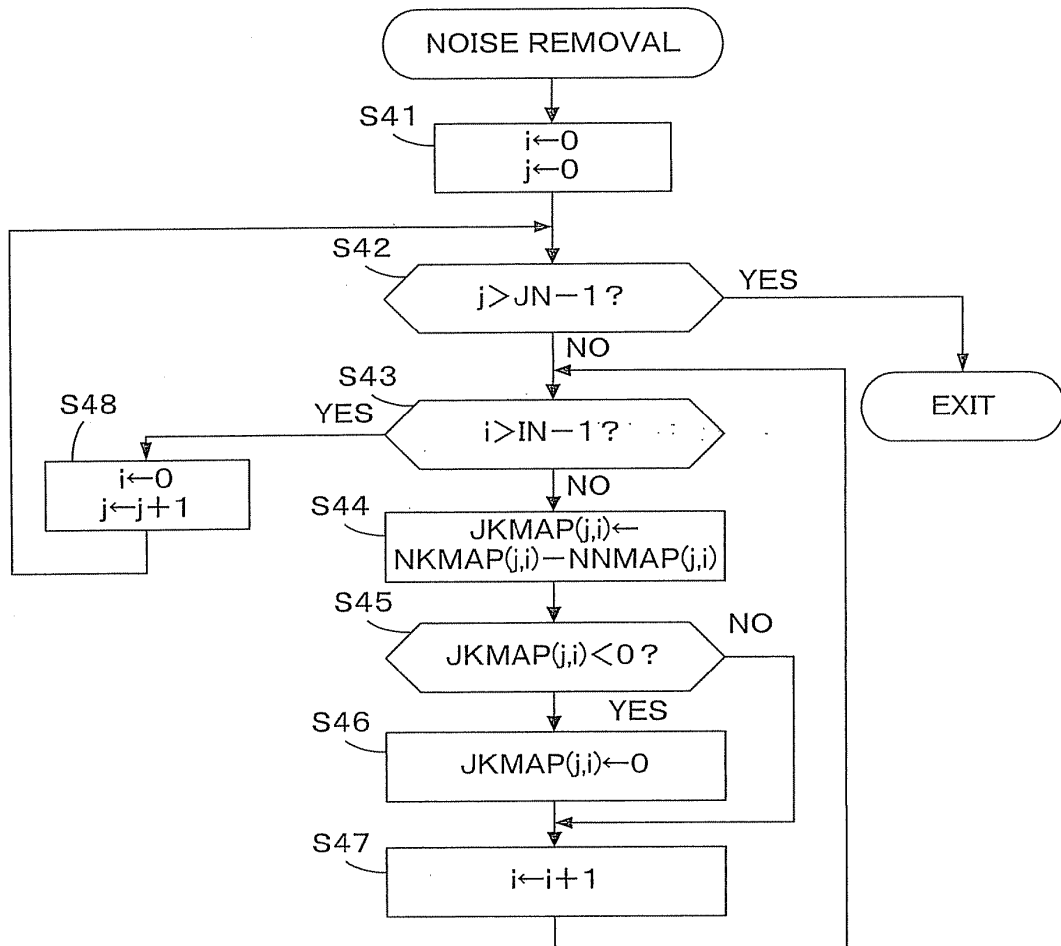 NOISE REMOVAL
S41
i←0
j←0
S42
j>JN−1?
YES
NO
S43
YES
i>IN−1?
EXIT
S48
i←0
j←j+1
NO
S44
JKMAP(j,i)←
NKMAP(j,i)−NNMAP(j,i)
S45
NO
JKMAP(j,i)<0?
YES
S46
JKMAP(j,i)←0
S47
i←i+1